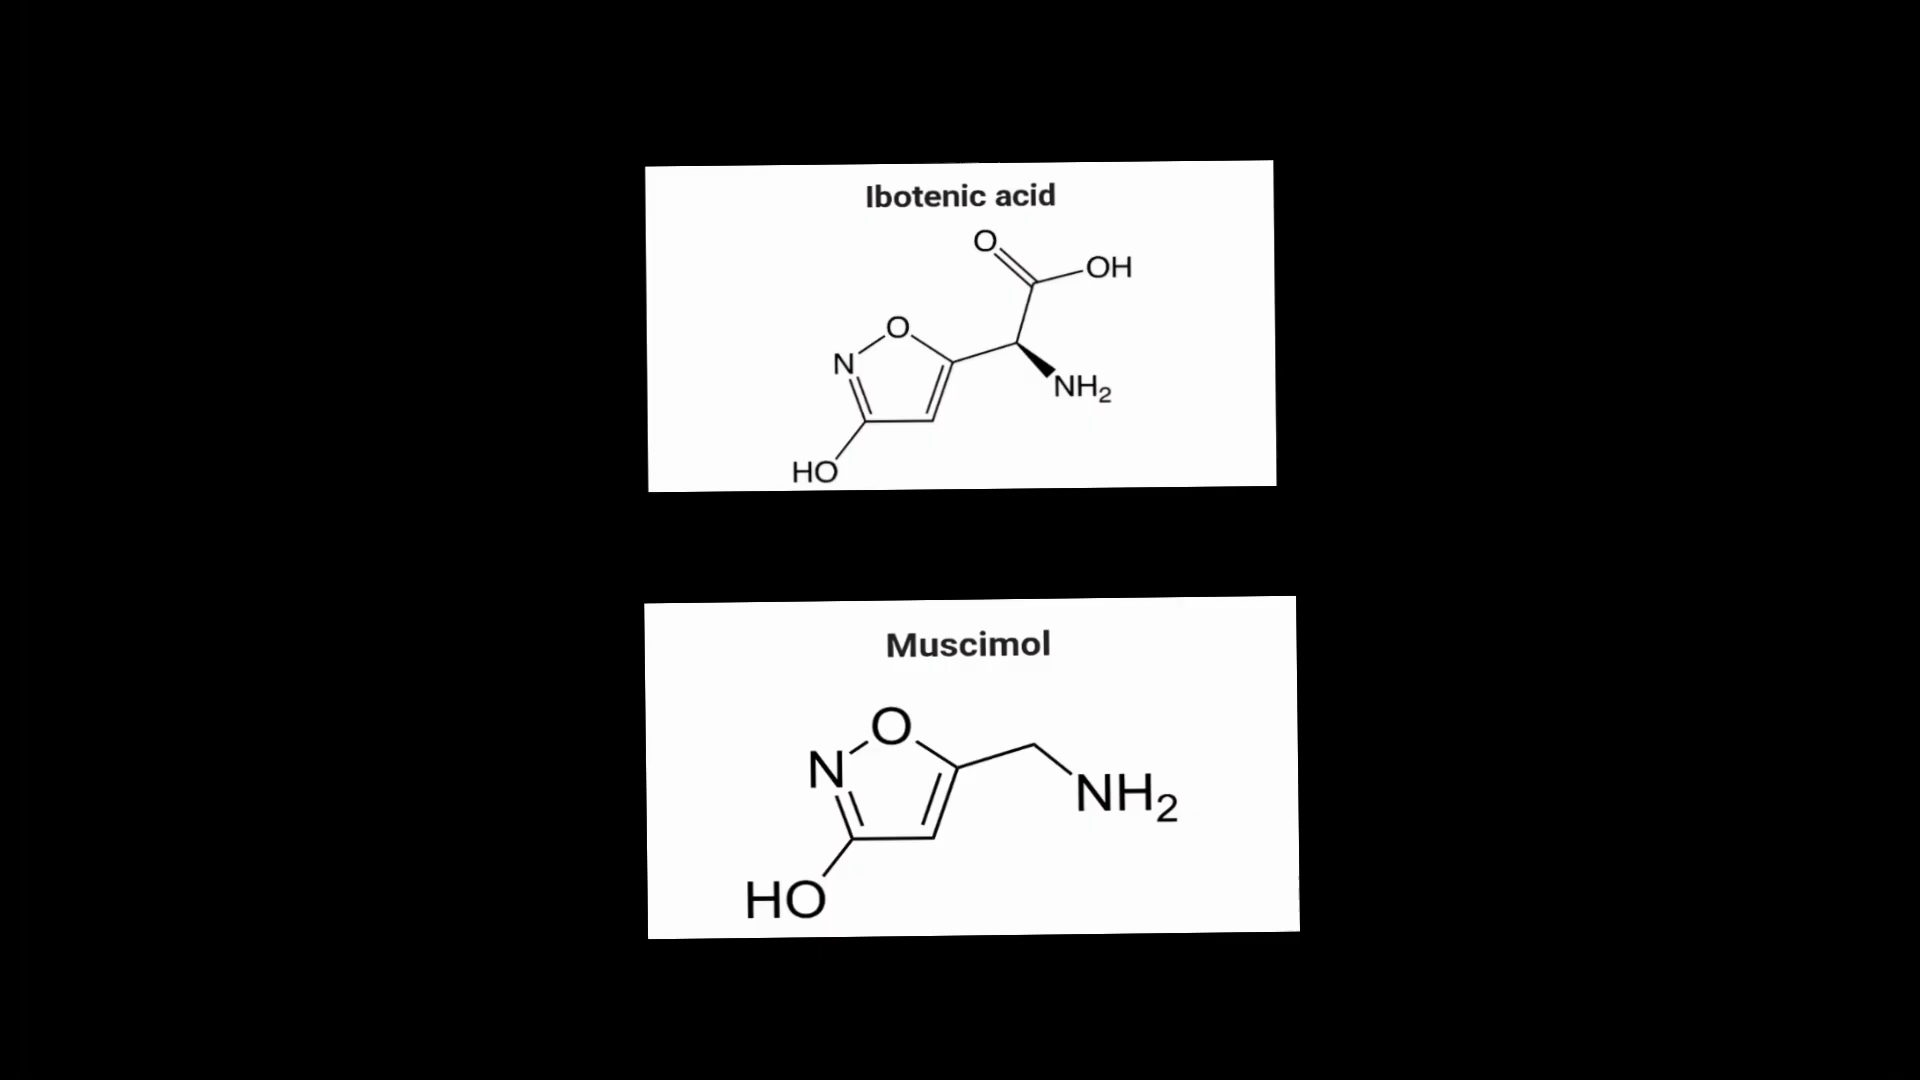 Ibotenic acid
O
OH
O
N
NH₂
HO
Muscimol
O
N
NH₂
HO